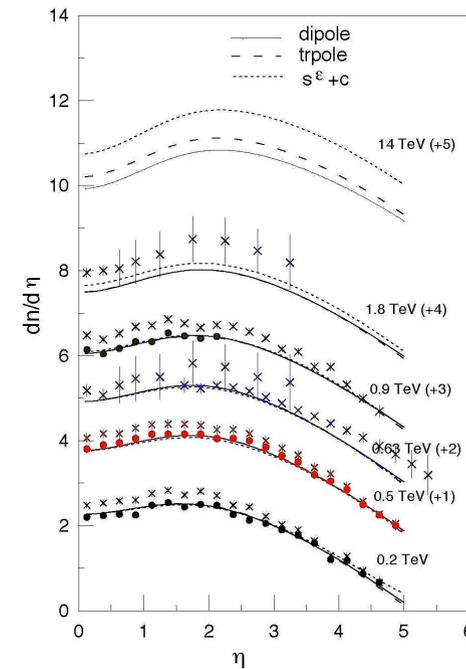 14
12
10
8
6
4
2
0
dn/d η
dipole
trpole
s^ε +c
14 TeV (+5)
1.8 TeV (+4)
0.9 TeV (+3)
0.63 TeV (+2)
0.5 TeV (+1)
0.2 TeV
0 1 2 3 4 5 6
η